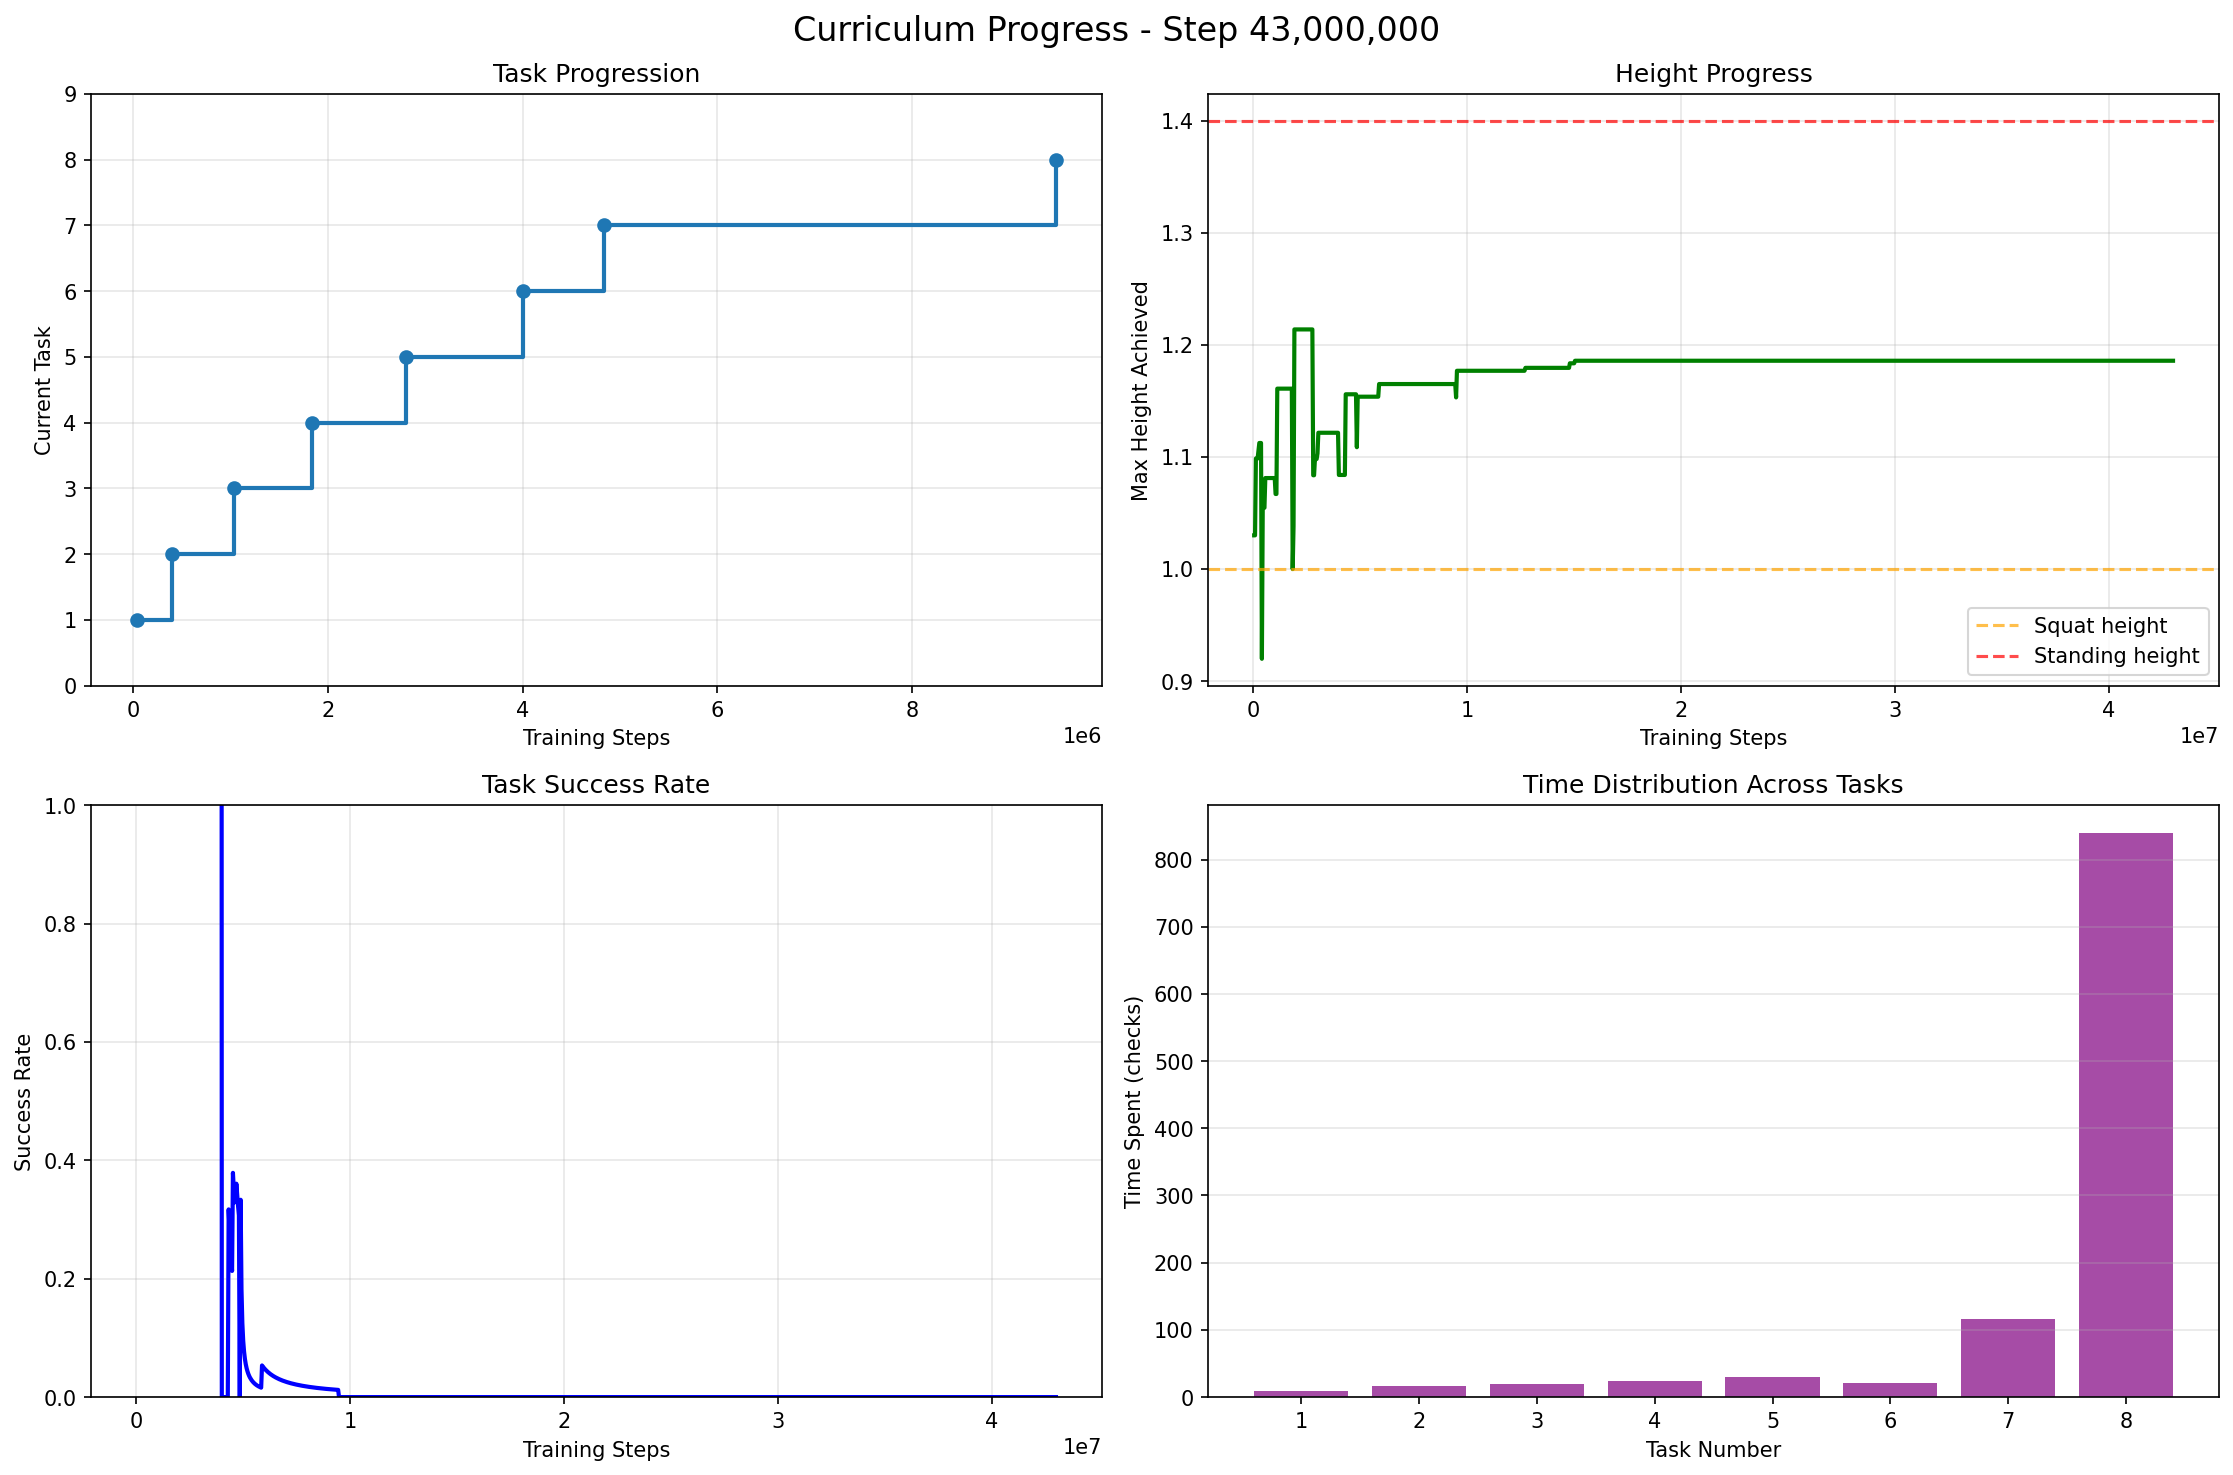 Curriculum Progress - Step 43,000,000
Task Progression
Current Task
9
8
7
6
5
4
3
2
1
0
0 2 4 6 8
1e6
Training Steps
Height Progress
Max Height Achieved
1.4
1.3
1.2
1.1
1.0
0.9
Squat height
Standing height
0 1 2 3 4
1e7
Training Steps
Task Success Rate
Success Rate
1.0
0.8
0.6
0.4
0.2
0.0
0 1 2 3 4
1e7
Training Steps
Time Distribution Across Tasks
Time Spent (checks)
800
700
600
500
400
300
200
100
0
1 2 3 4 5 6 7 8
Task Number